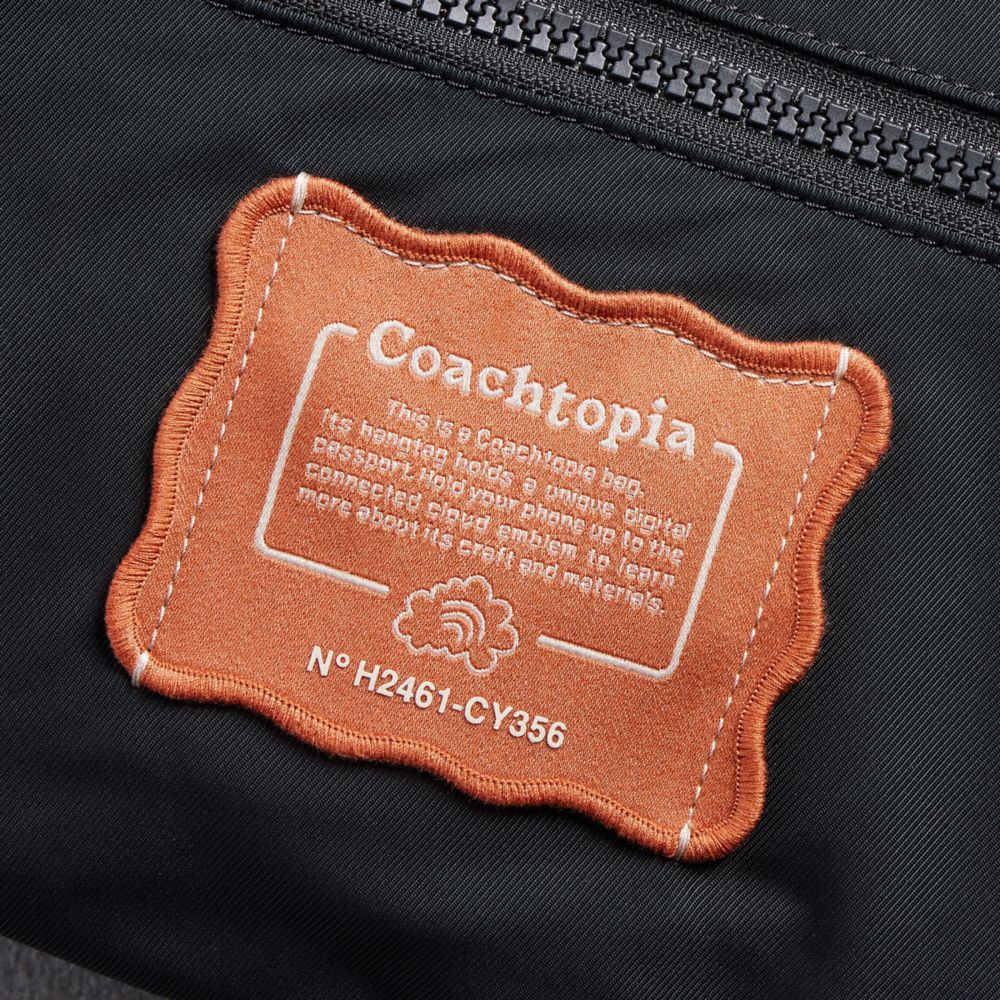 Coachtopia
This is a Coachtopia bag.
Its hangtag holds a unique digital
passport. Hold your phone up to the
connected cloud emblem to learn
more about its craft and materials.
Nº H2461-CY356